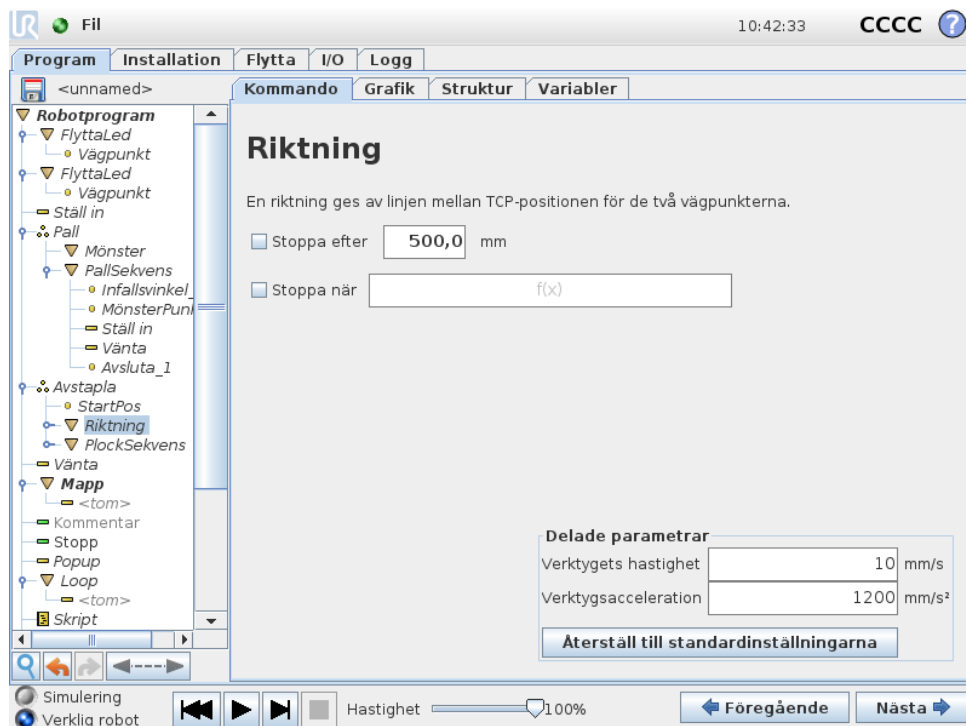 UR Fil 10:42:33 CCCC ?
Program Installation Flytta I/O Logg
<unnamed> Kommando Grafik Struktur Variabler
Robotprogram
FlyttaLed
Vägpunkt
FlyttaLed
Vägpunkt
Ställ in
Pall
Mönster
PallSekvens
Infallsvinkel_
MönsterPun
Ställ in
Vänta
Avsluta_1
Avstapla
StartPos
Riktning
PlockSekvens
Vänta
Mapp
<tom>
Kommentar
Stopp
Popup
Loop
<tom>
Skript
Riktning
En riktning ges av linjen mellan TCP-positionen för de två vägpunkterna.
Stoppa efter 500,0 mm
Stoppa när f(x)
Delade parametrar
Verktygets hastighet 10 mm/s
Verktygsacceleration 1200 mm/s²
Återställ till standardinställningarna
Simulering
Verklig robot
Hastighet 100%
Föregående Nästa